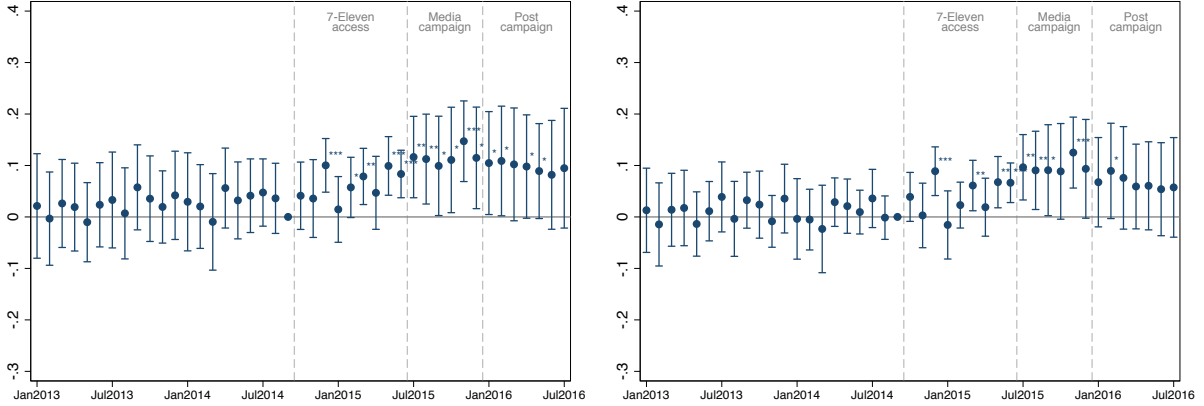 7-Eleven access
Media campaign
Post campaign
.4
.3
.2
.1
0
-.1
-.2
-.3
*** * ** *** *** ** ** * * *** * * * * *
Jan2013 Jul2013 Jan2014 Jul2014 Jan2015 Jul2015 Jan2016 Jul2016
7-Eleven access
Media campaign
Post campaign
.4
.3
.2
.1
0
-.1
-.2
-.3
*** ** ** * ** ** * *** *
Jan2013 Jul2013 Jan2014 Jul2014 Jan2015 Jul2015 Jan2016 Jul2016